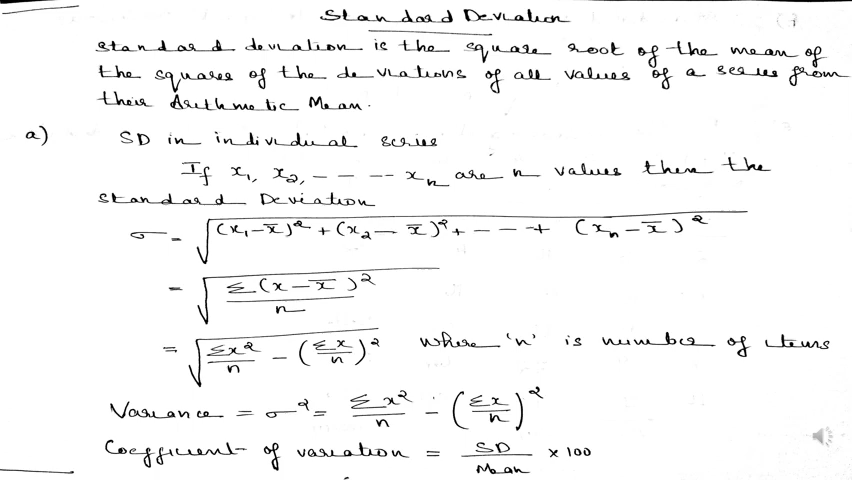 Standard Deviation
standard deviation is the square root of the mean of
the squares of the deviations of all values of a series from
their Arithmetic Mean.
a) SD in individual series
If x₁, x₂, - - - -- xₙ are n values then the
standard Deviation
σ = √((x₁-x̄)² + (x₂-x̄)² + - - - + (xₙ-x̄)²)
= √(Σ(x-x̄)²/n)
= √(Σx²/n - (Σx/n)²) where 'n' is number of items
Variance = σ² = Σx²/n - (Σx/n)²
Coefficient of variation = SD/Mean × 100